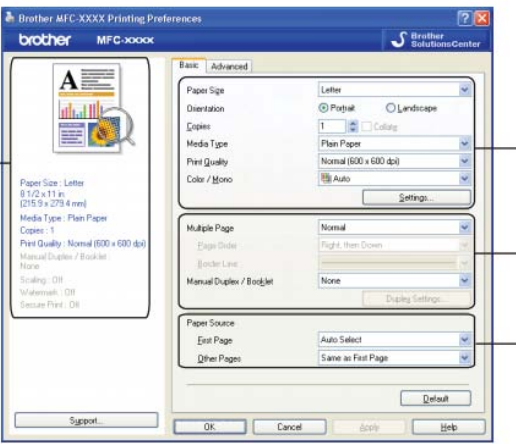 Brother MFC-XXXX Printing Preferences
brother MFC-XXXX
Brother
SolutionsCenter
Basic Advanced
Paper Size Letter
Orientation Portrait Landscape
Copies 1 Collate
Media Type Plain Paper
Print Quality Normal (600 x 600 dpi)
Color / Mono Auto
Settings...
Multiple Page Normal
Page Order Right, then Down
Border Line
Manual Duplex / Booklet None
Duplex Settings...
Paper Source
First Page Auto Select
Other Pages Same as First Page
Default
A
Paper Size : Letter
8 1/2 x 11 in
(215.9 x 279.4 mm)
Media Type : Plain Paper
Copies : 1
Print Quality : Normal (600 x 600 dpi)
Manual Duplex / Booklet :
None
Scaling : Off
Watermark : Off
Secure Print : Off
Support...
OK Cancel Apply Help